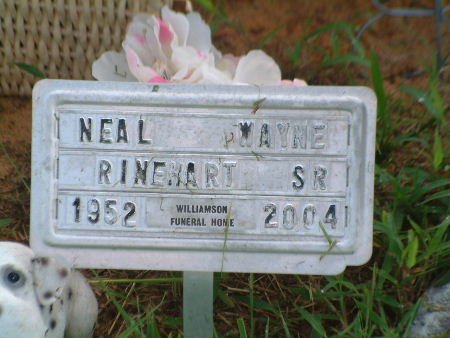 NEAL WAYNE
RINEHART SR
1952 WILLIAMSON 2004
FUNERAL HOME